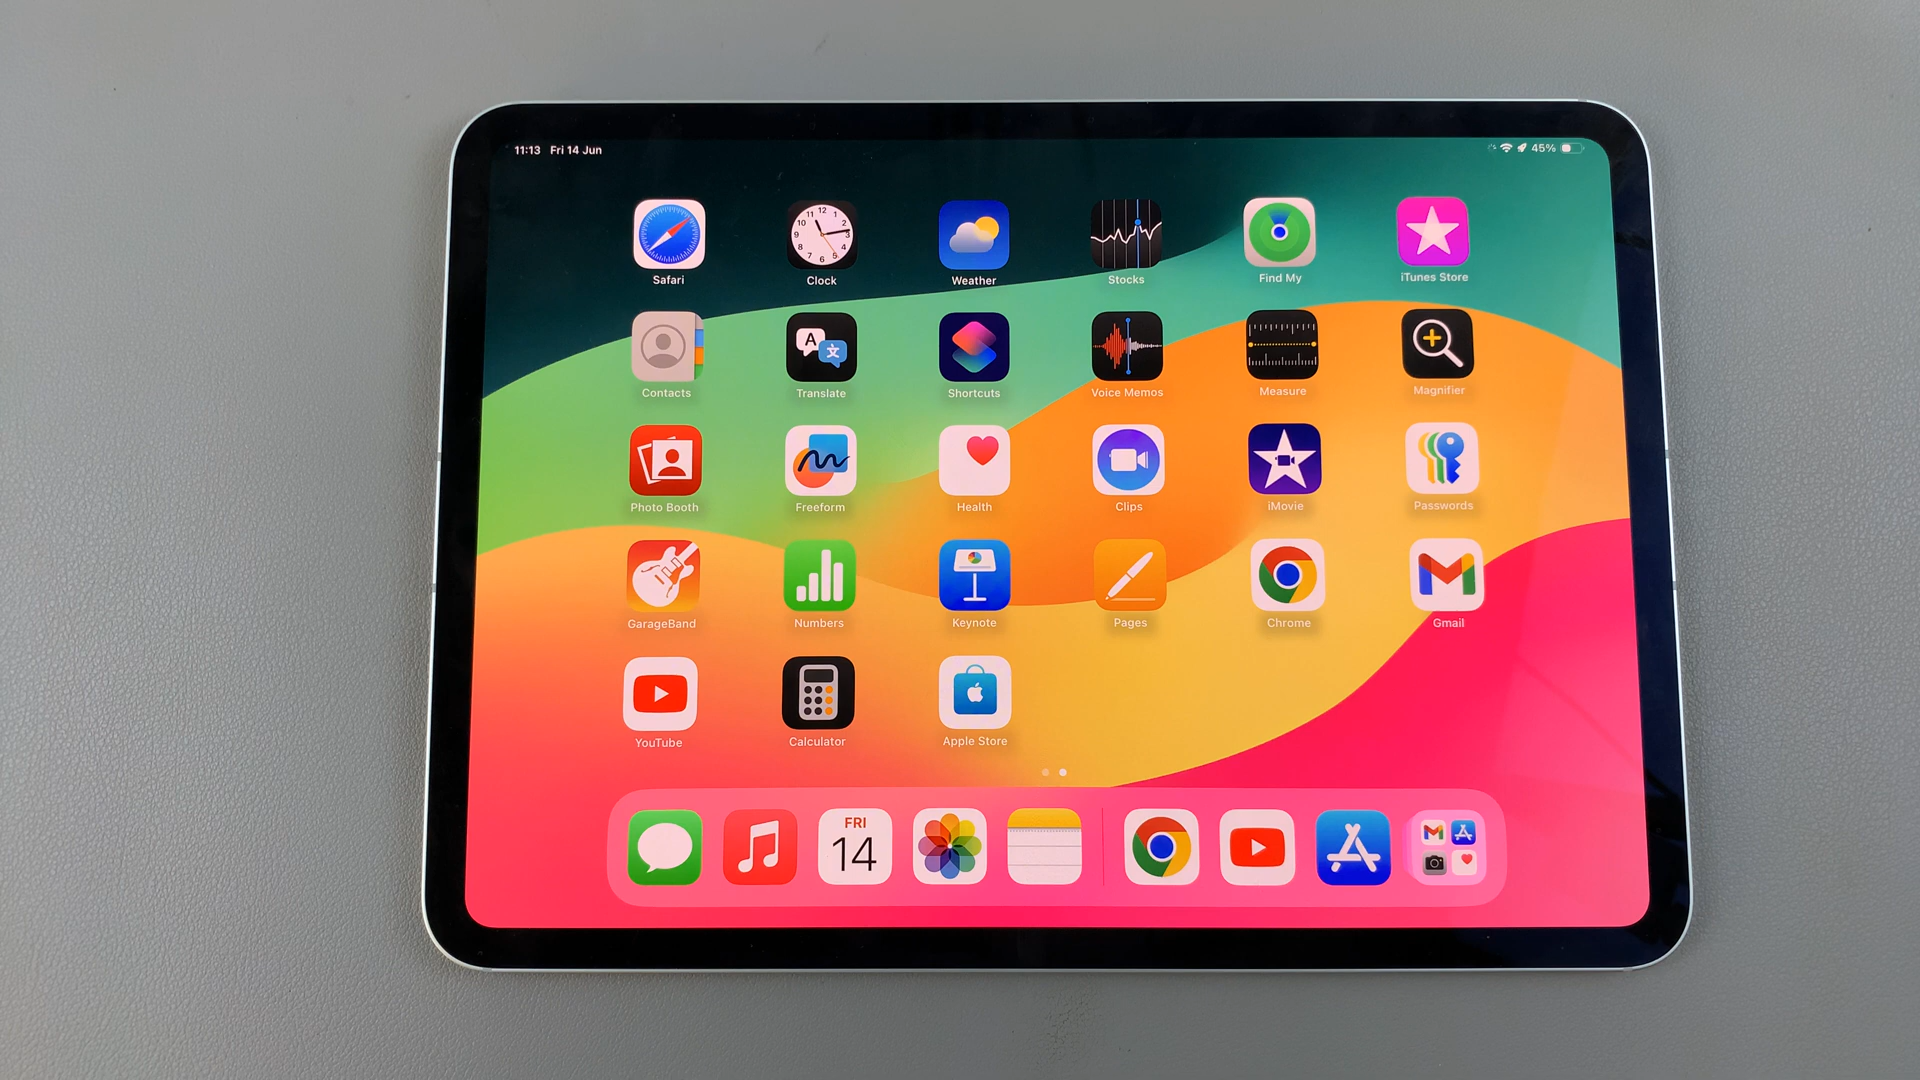 11:13 Fri 14 Jun
45%
Safari
Clock
Weather
Stocks
Find My
iTunes Store
Contacts
Translate
Shortcuts
Voice Memos
Measure
Magnifier
Photo Booth
Freeform
Health
Clips
iMovie
Passwords
GarageBand
Numbers
Keynote
Pages
Chrome
Gmail
YouTube
Calculator
Apple Store
FRI
14